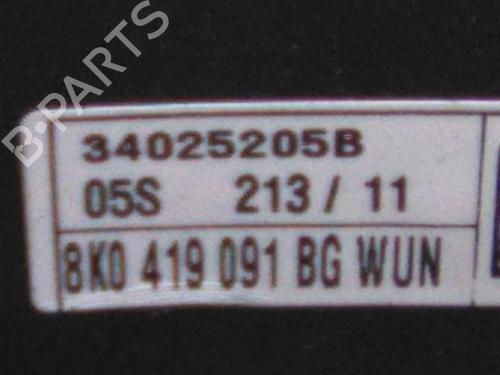 B-PARTS
34025205B
05S 213 / 11
8K0 419 091 BG WUN